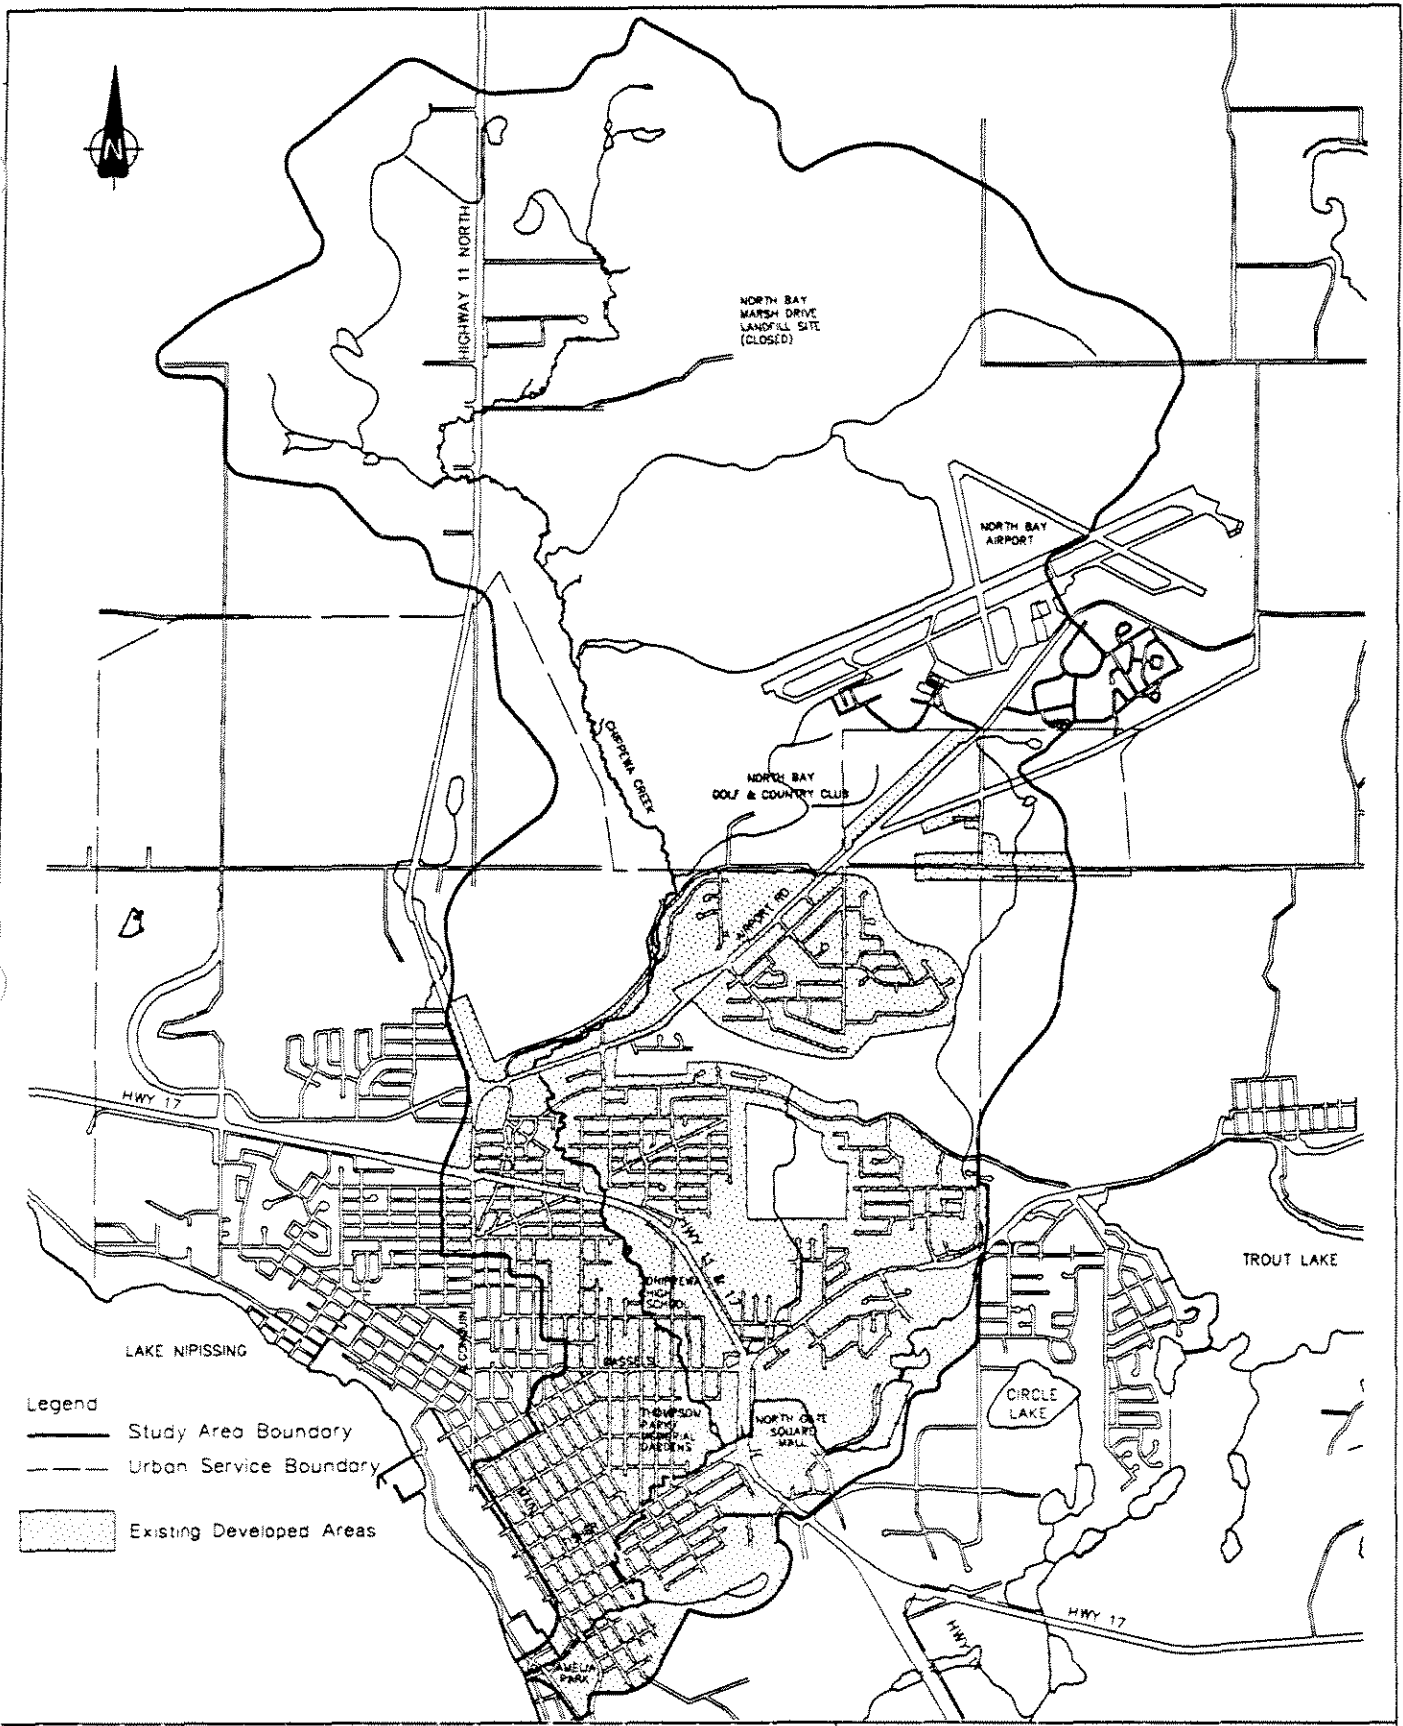 N
HIGHWAY 11 NORTH
NORTH BAY
MARSH DRIVE
LANDFILL SITE
(CLOSED)
NORTH BAY
AIRPORT
CHIPPEWA CREEK
NORTH BAY
GOLF & COUNTRY CLUB
AIRPORT RD
HWY 17
HWY 11 & 17
CHIPPEWA
HIGH
SCHOOL
TROUT LAKE
LAKE NIPISSING
ALGONQUIN
CASSELS
CIRCLE
LAKE
THOMPSON
PARK/
MEMORIAL
GARDENS
NORTH GATE
SQUARE
MALL
Legend
Study Area Boundary
Urban Service Boundary
Existing Developed Areas
MAIN
HWY 17
HWY
AMELIA
PARK